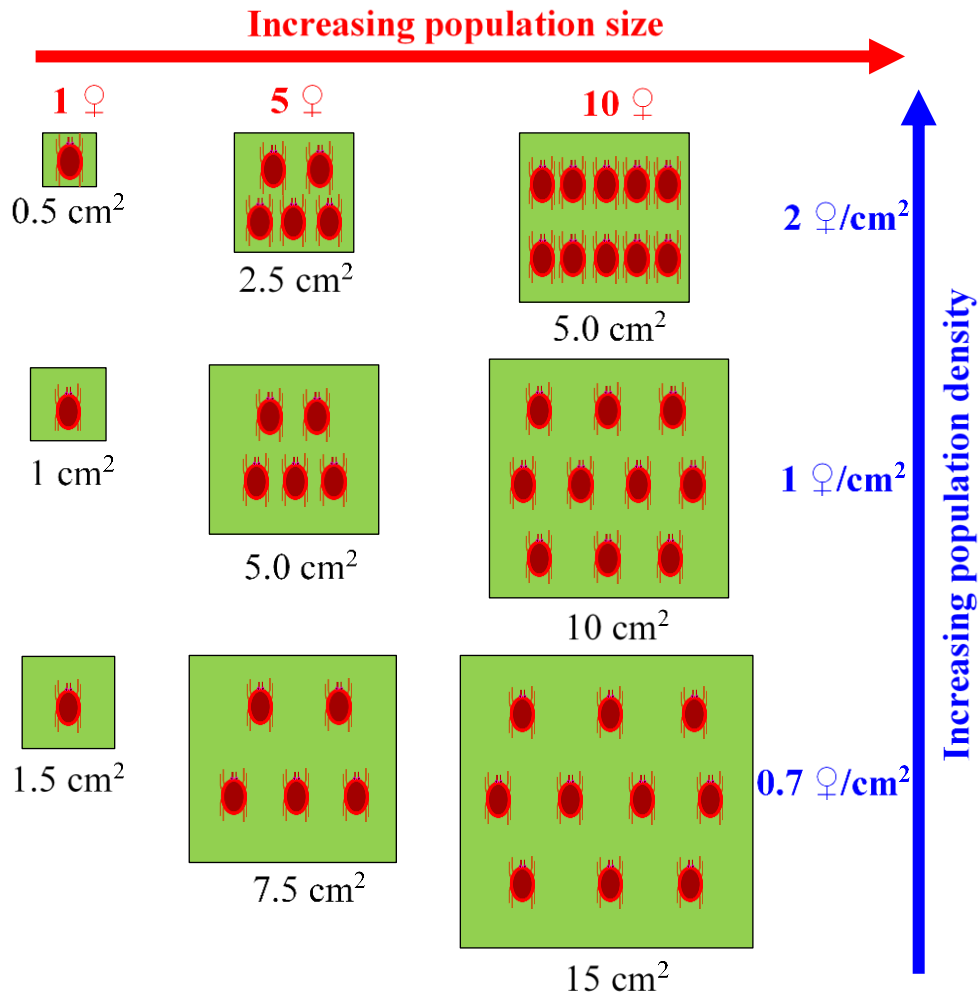 Increasing population size
1 ♀ 5 ♀ 10 ♀
0.5 cm²
2.5 cm²
5.0 cm²
2 ♀/cm²
1 cm²
5.0 cm²
10 cm²
1 ♀/cm²
1.5 cm²
7.5 cm²
15 cm²
0.7 ♀/cm²
Increasing population density